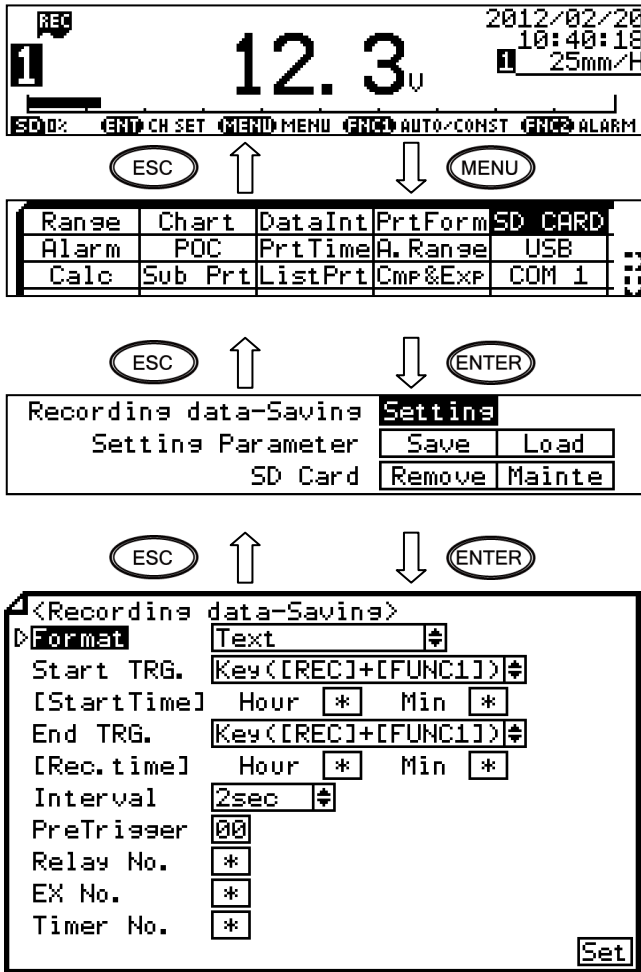 REC 2012/02/20
10:40:18
1 12.3V 1 25mm/H
SD 0% ENT CH SET MENU MENU FNC1 AUTO/CONST FNC2 ALARM
ESC MENU
Range Chart DataInt PrtForm SD CARD
Alarm POC PrtTime A.Range USB
Calc Sub Prt ListPrt Cmp&Exp COM 1
ESC ENTER
Recording data-Saving Setting
Setting Parameter Save Load
SD Card Remove Mainte
ESC ENTER
<Recording data-Saving>
Format Text
Start TRG. Key([REC]+[FUNC1])
[StartTime] Hour * Min *
End TRG. Key([REC]+[FUNC1])
[Rec.time] Hour * Min *
Interval 2sec
PreTrigger 00
Relay No. *
EX No. *
Timer No. *
Set